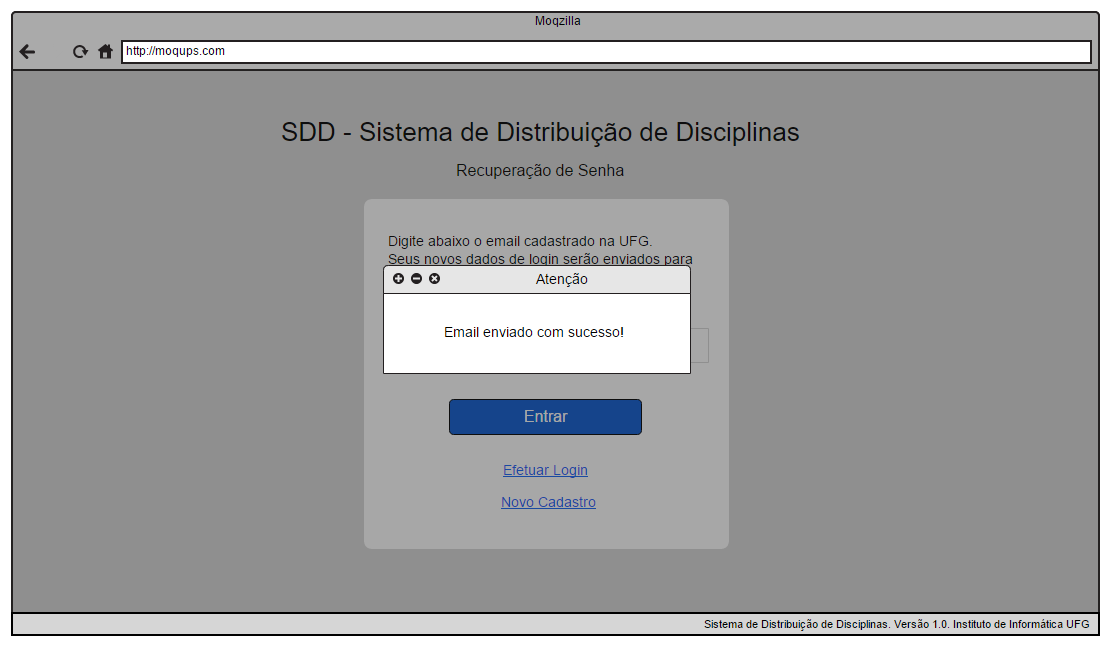 Moqzilla
http://moqups.com
SDD - Sistema de Distribuição de Disciplinas
Recuperação de Senha
Digite abaixo o email cadastrado na UFG.
Seus novos dados de login serão enviados para
Atenção
Email enviado com sucesso!
Entrar
Efetuar Login
Novo Cadastro
Sistema de Distribuição de Disciplinas. Versão 1.0. Instituto de Informática UFG